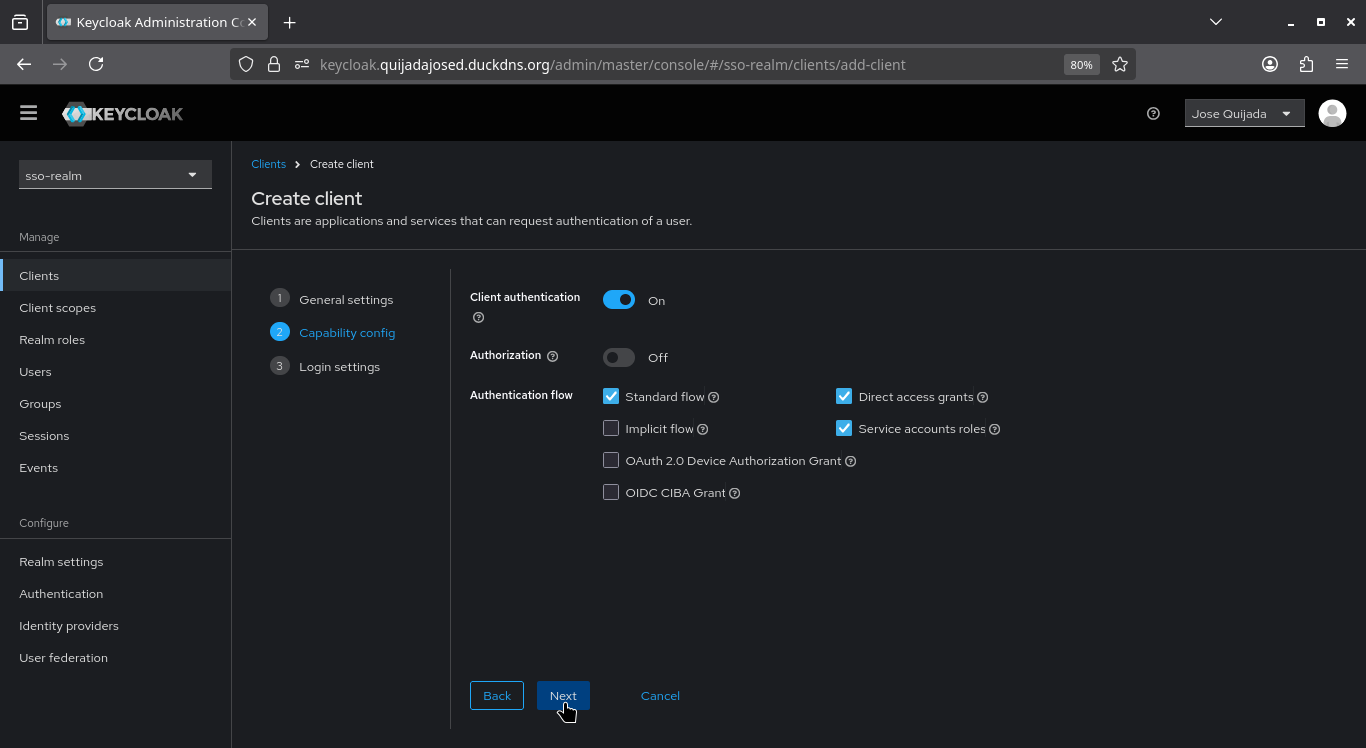 Keycloak Administration Co
keycloak.quijadajosed.duckdns.org/admin/master/console/#/sso-realm/clients/add-client
80%
KEYCLOAK
Jose Quijada
sso-realm
Manage
Clients
Client scopes
Realm roles
Users
Groups
Sessions
Events
Configure
Realm settings
Authentication
Identity providers
User federation
Clients > Create client
Create client
Clients are applications and services that can request authentication of a user.
1 General settings
2 Capability config
3 Login settings
Client authentication
On
Authorization
Off
Authentication flow
Standard flow
Direct access grants
Implicit flow
Service accounts roles
OAuth 2.0 Device Authorization Grant
OIDC CIBA Grant
Back
Next
Cancel